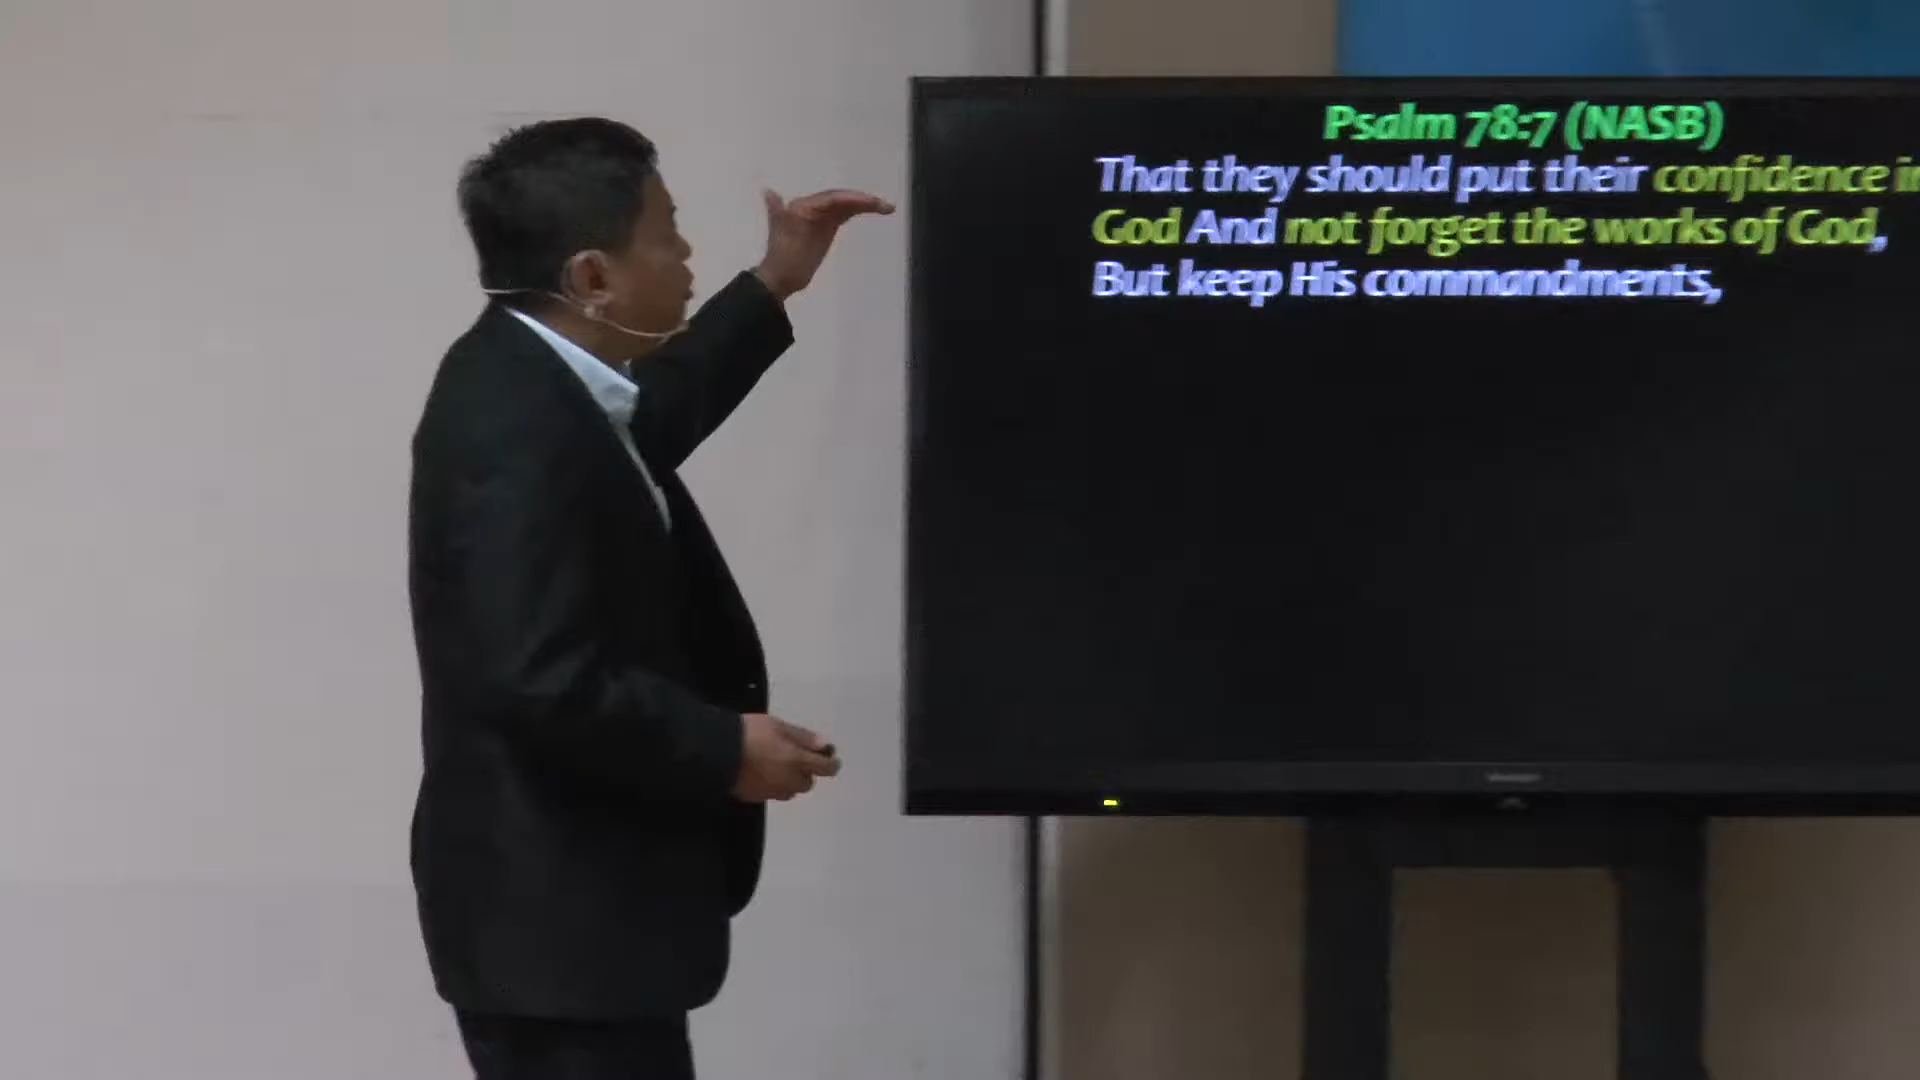 Psalm 78:7 (NASB)
That they should put their confidence in
God And not forget the works of God,
But keep His commandments,